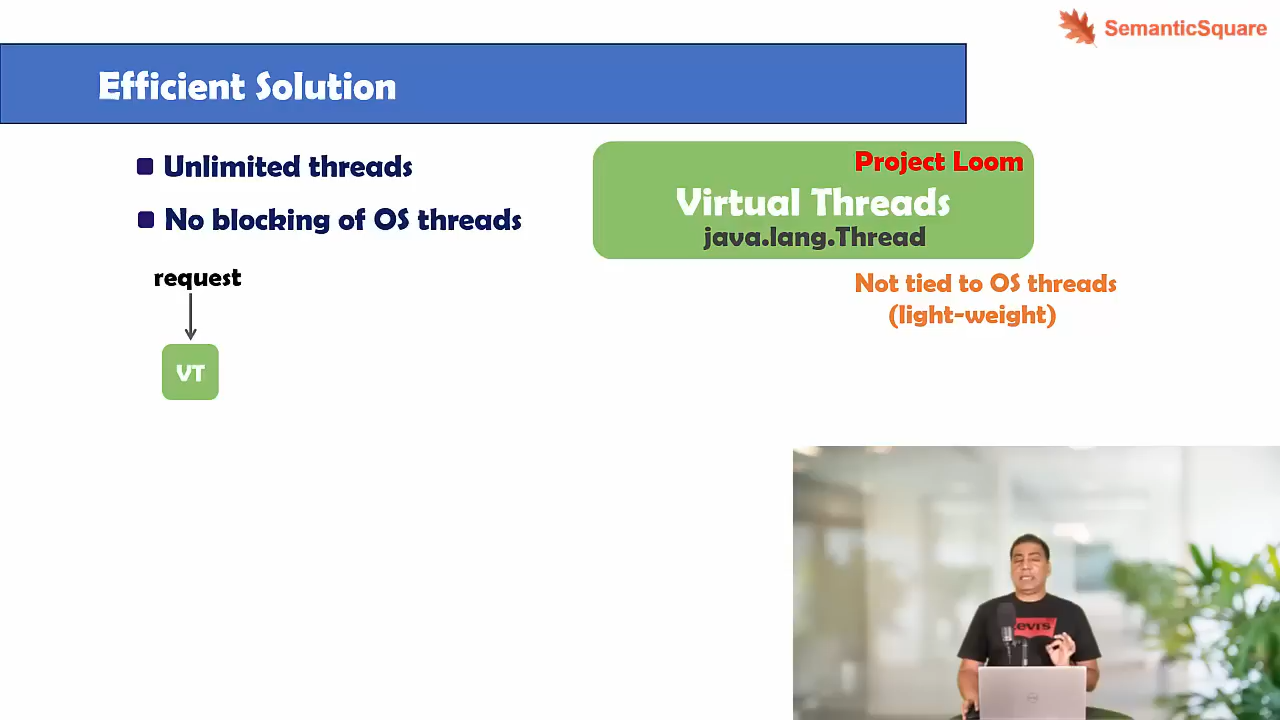 SemanticSquare
Efficient Solution
Unlimited threads
No blocking of OS threads
Project Loom
Virtual Threads
java.lang.Thread
Not tied to OS threads
(light-weight)
request
VT